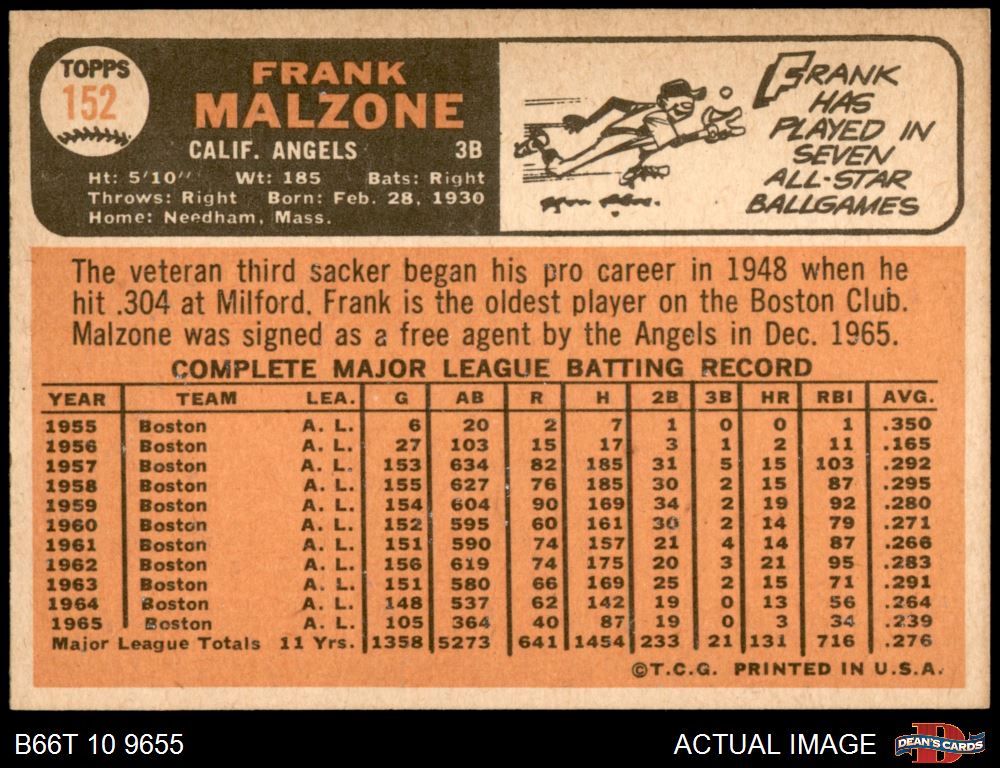 TOPPS
152
FRANK
MALZONE
CALIF. ANGELS 3B
Ht: 5'10" Wt: 185 Bats: Right
Throws: Right Born: Feb. 28, 1930
Home: Needham, Mass.
FRANK
HAS
PLAYED IN
SEVEN
ALL-STAR
BALLGAMES
The veteran third sacker began his pro career in 1948 when he
hit .304 at Milford. Frank is the oldest player on the Boston Club.
Malzone was signed as a free agent by the Angels in Dec. 1965.
COMPLETE MAJOR LEAGUE BATTING RECORD
YEAR TEAM LEA. G AB R H 2B 3B HR RBI AVG.
1955 Boston A. L. 6 20 2 7 1 0 0 1 .350
1956 Boston A. L. 27 103 15 17 3 1 2 11 .165
1957 Boston A. L. 153 634 82 185 31 5 15 103 .292
1958 Boston A. L. 155 627 76 185 30 2 15 87 .295
1959 Boston A. L. 154 604 90 169 34 2 19 92 .280
1960 Boston A. L. 152 595 60 161 30 2 14 79 .271
1961 Boston A. L. 151 590 74 157 21 4 14 87 .266
1962 Boston A. L. 156 619 74 175 20 3 21 95 .283
1963 Boston A. L. 151 580 66 169 25 2 15 71 .291
1964 Boston A. L. 148 537 62 142 19 0 13 56 .264
1965 Boston A. L. 105 364 40 87 19 0 3 34 .239
Major League Totals 11 Yrs. 1358 5273 641 1454 233 21 131 716 .276
©T.C.G. PRINTED IN U.S.A.
B66T 10 9655
ACTUAL IMAGE
DEAN'S CARDS